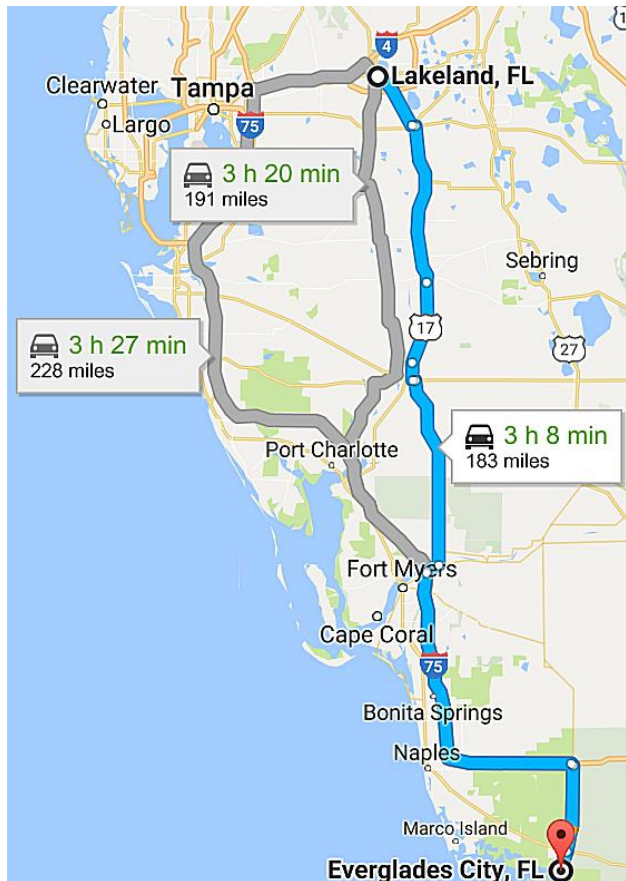 1
4
Lakeland, FL
Clearwater
Tampa
Largo
75
3 h 20 min
191 miles
Sebring
17
27
3 h 27 min
228 miles
3 h 8 min
183 miles
Port Charlotte
Fort Myers
Cape Coral
75
Bonita Springs
Naples
Marco Island
Everglades City, FL